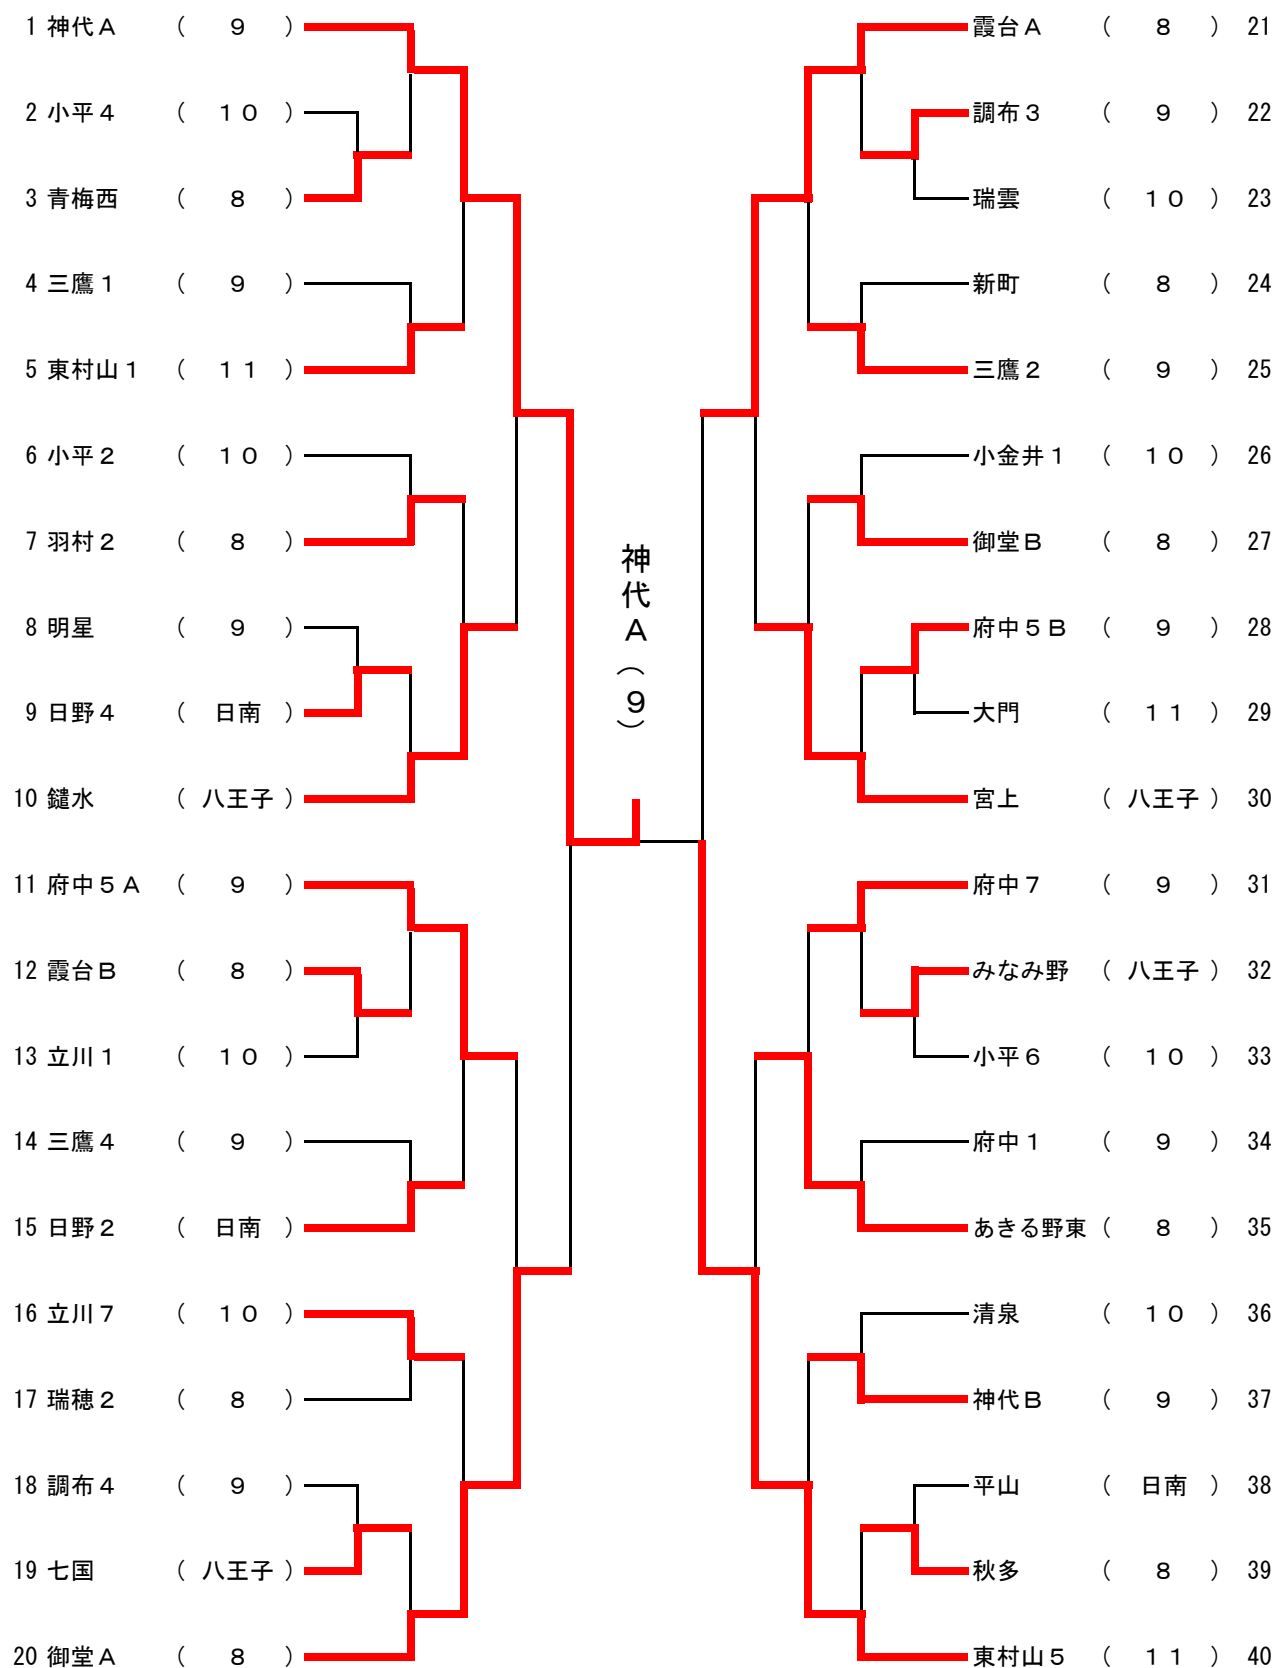 1 神代Ａ （ ９ ）
2 小平４ （ １０ ）
3 青梅西 （ ８ ）
4 三鷹１ （ ９ ）
5 東村山１ （ １１ ）
6 小平２ （ １０ ）
7 羽村２ （ ８ ）
8 明星 （ ９ ）
9 日野４ （ 日南 ）
10 鑓水 （ 八王子 ）
11 府中５Ａ （ ９ ）
12 霞台Ｂ （ ８ ）
13 立川１ （ １０ ）
14 三鷹４ （ ９ ）
15 日野２ （ 日南 ）
16 立川７ （ １０ ）
17 瑞穂２ （ ８ ）
18 調布４ （ ９ ）
19 七国 （ 八王子 ）
20 御堂Ａ （ ８ ）
神代Ａ（９）
霞台Ａ （ ８ ） 21
調布３ （ ９ ） 22
瑞雲 （ １０ ） 23
新町 （ ８ ） 24
三鷹２ （ ９ ） 25
小金井１ （ １０ ） 26
御堂Ｂ （ ８ ） 27
府中５Ｂ （ ９ ） 28
大門 （ １１ ） 29
宮上 （ 八王子 ） 30
府中７ （ ９ ） 31
みなみ野 （ 八王子 ） 32
小平６ （ １０ ） 33
府中１ （ ９ ） 34
あきる野東 （ ８ ） 35
清泉 （ １０ ） 36
神代Ｂ （ ９ ） 37
平山 （ 日南 ） 38
秋多 （ ８ ） 39
東村山５ （ １１ ） 40